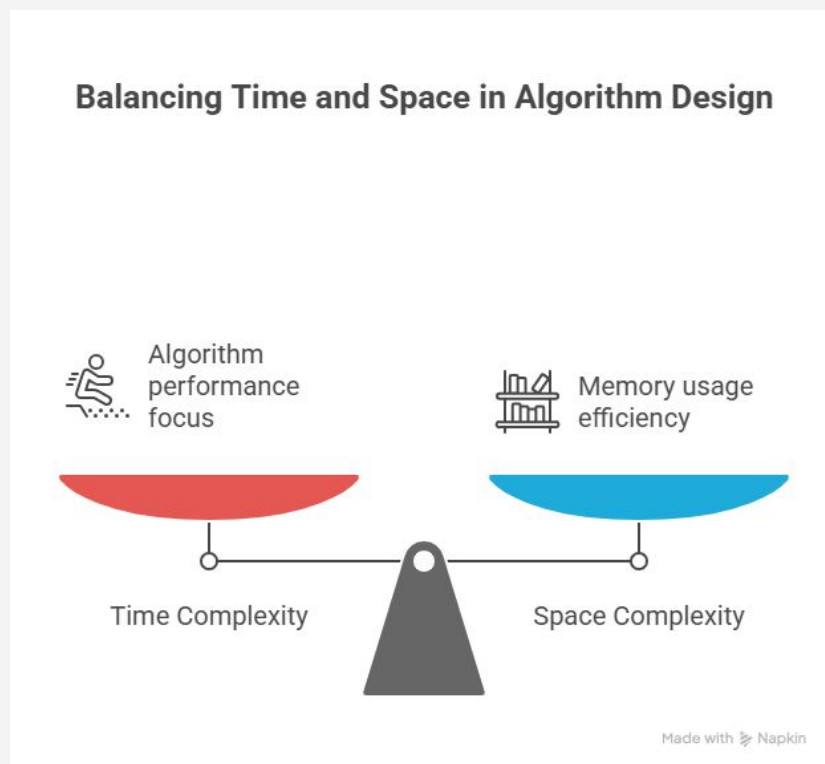 Balancing Time and Space in Algorithm Design
Algorithm
performance
focus
Memory usage
efficiency
Time Complexity
Space Complexity
Made with Napkin